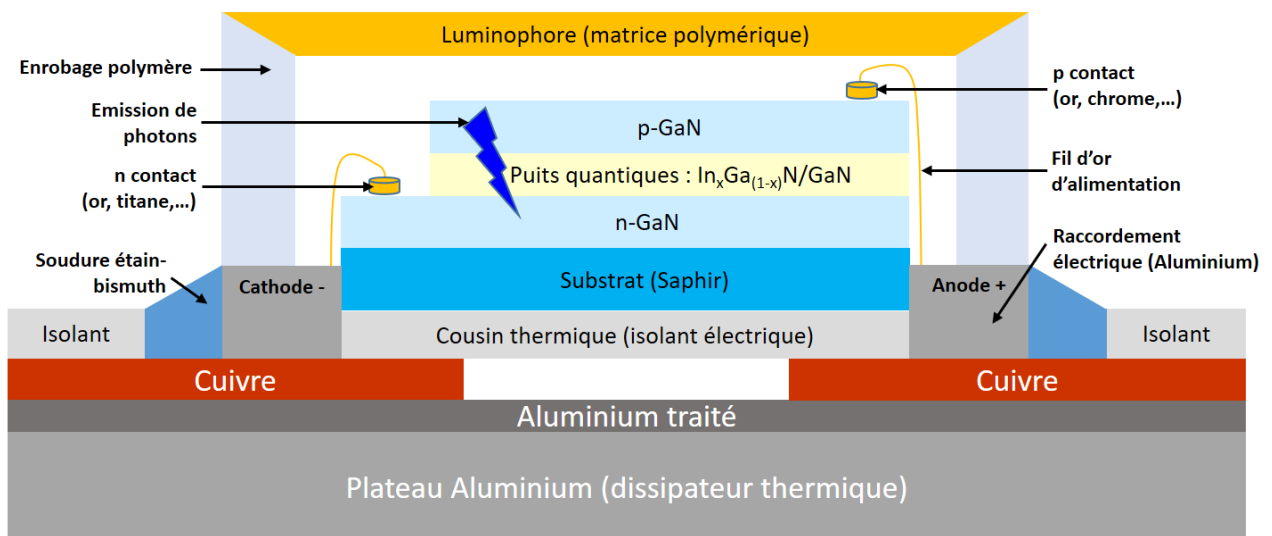 Luminophore (matrice polymérique)
Enrobage polymère
p contact
(or, chrome,...)
Emission de
photons
p-GaN
n contact
(or, titane,...)
Puits quantiques : InₓGa₍₁₋ₓ₎N/GaN
Fil d'or
d'alimentation
n-GaN
Soudure étain-
bismuth
Raccordement
électrique (Aluminium)
Cathode -
Substrat (Saphir)
Anode +
Isolant
Cousin thermique (isolant électrique)
Isolant
Cuivre
Cuivre
Aluminium traité
Plateau Aluminium (dissipateur thermique)